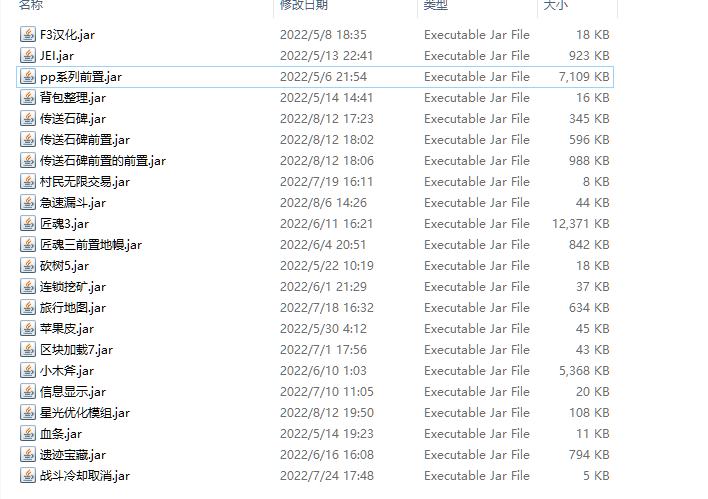 名称 修改日期 类型 大小
F3汉化.jar 2022/5/8 18:35 Executable Jar File 18 KB
JEI.jar 2022/5/13 22:41 Executable Jar File 923 KB
pp系列前置.jar 2022/5/6 21:54 Executable Jar File 7,109 KB
背包整理.jar 2022/5/14 14:41 Executable Jar File 16 KB
传送石碑.jar 2022/8/12 17:23 Executable Jar File 345 KB
传送石碑前置.jar 2022/8/12 18:02 Executable Jar File 596 KB
传送石碑前置的前置.jar 2022/8/12 18:06 Executable Jar File 988 KB
村民无限交易.jar 2022/7/19 16:11 Executable Jar File 8 KB
急速漏斗.jar 2022/8/6 14:26 Executable Jar File 44 KB
匠魂3.jar 2022/6/11 16:21 Executable Jar File 12,371 KB
匠魂三前置地幔.jar 2022/6/4 20:51 Executable Jar File 842 KB
砍树5.jar 2022/5/22 10:19 Executable Jar File 18 KB
连锁挖矿.jar 2022/6/1 21:29 Executable Jar File 37 KB
旅行地图.jar 2022/7/18 16:32 Executable Jar File 634 KB
苹果皮.jar 2022/5/30 4:12 Executable Jar File 45 KB
区块加载7.jar 2022/7/1 17:56 Executable Jar File 43 KB
小木斧.jar 2022/6/10 1:03 Executable Jar File 5,368 KB
信息显示.jar 2022/7/10 11:05 Executable Jar File 20 KB
星光优化模组.jar 2022/8/12 19:50 Executable Jar File 108 KB
血条.jar 2022/5/14 19:23 Executable Jar File 11 KB
遗迹宝藏.jar 2022/6/16 16:08 Executable Jar File 794 KB
战斗冷却取消.jar 2022/7/24 17:48 Executable Jar File 5 KB